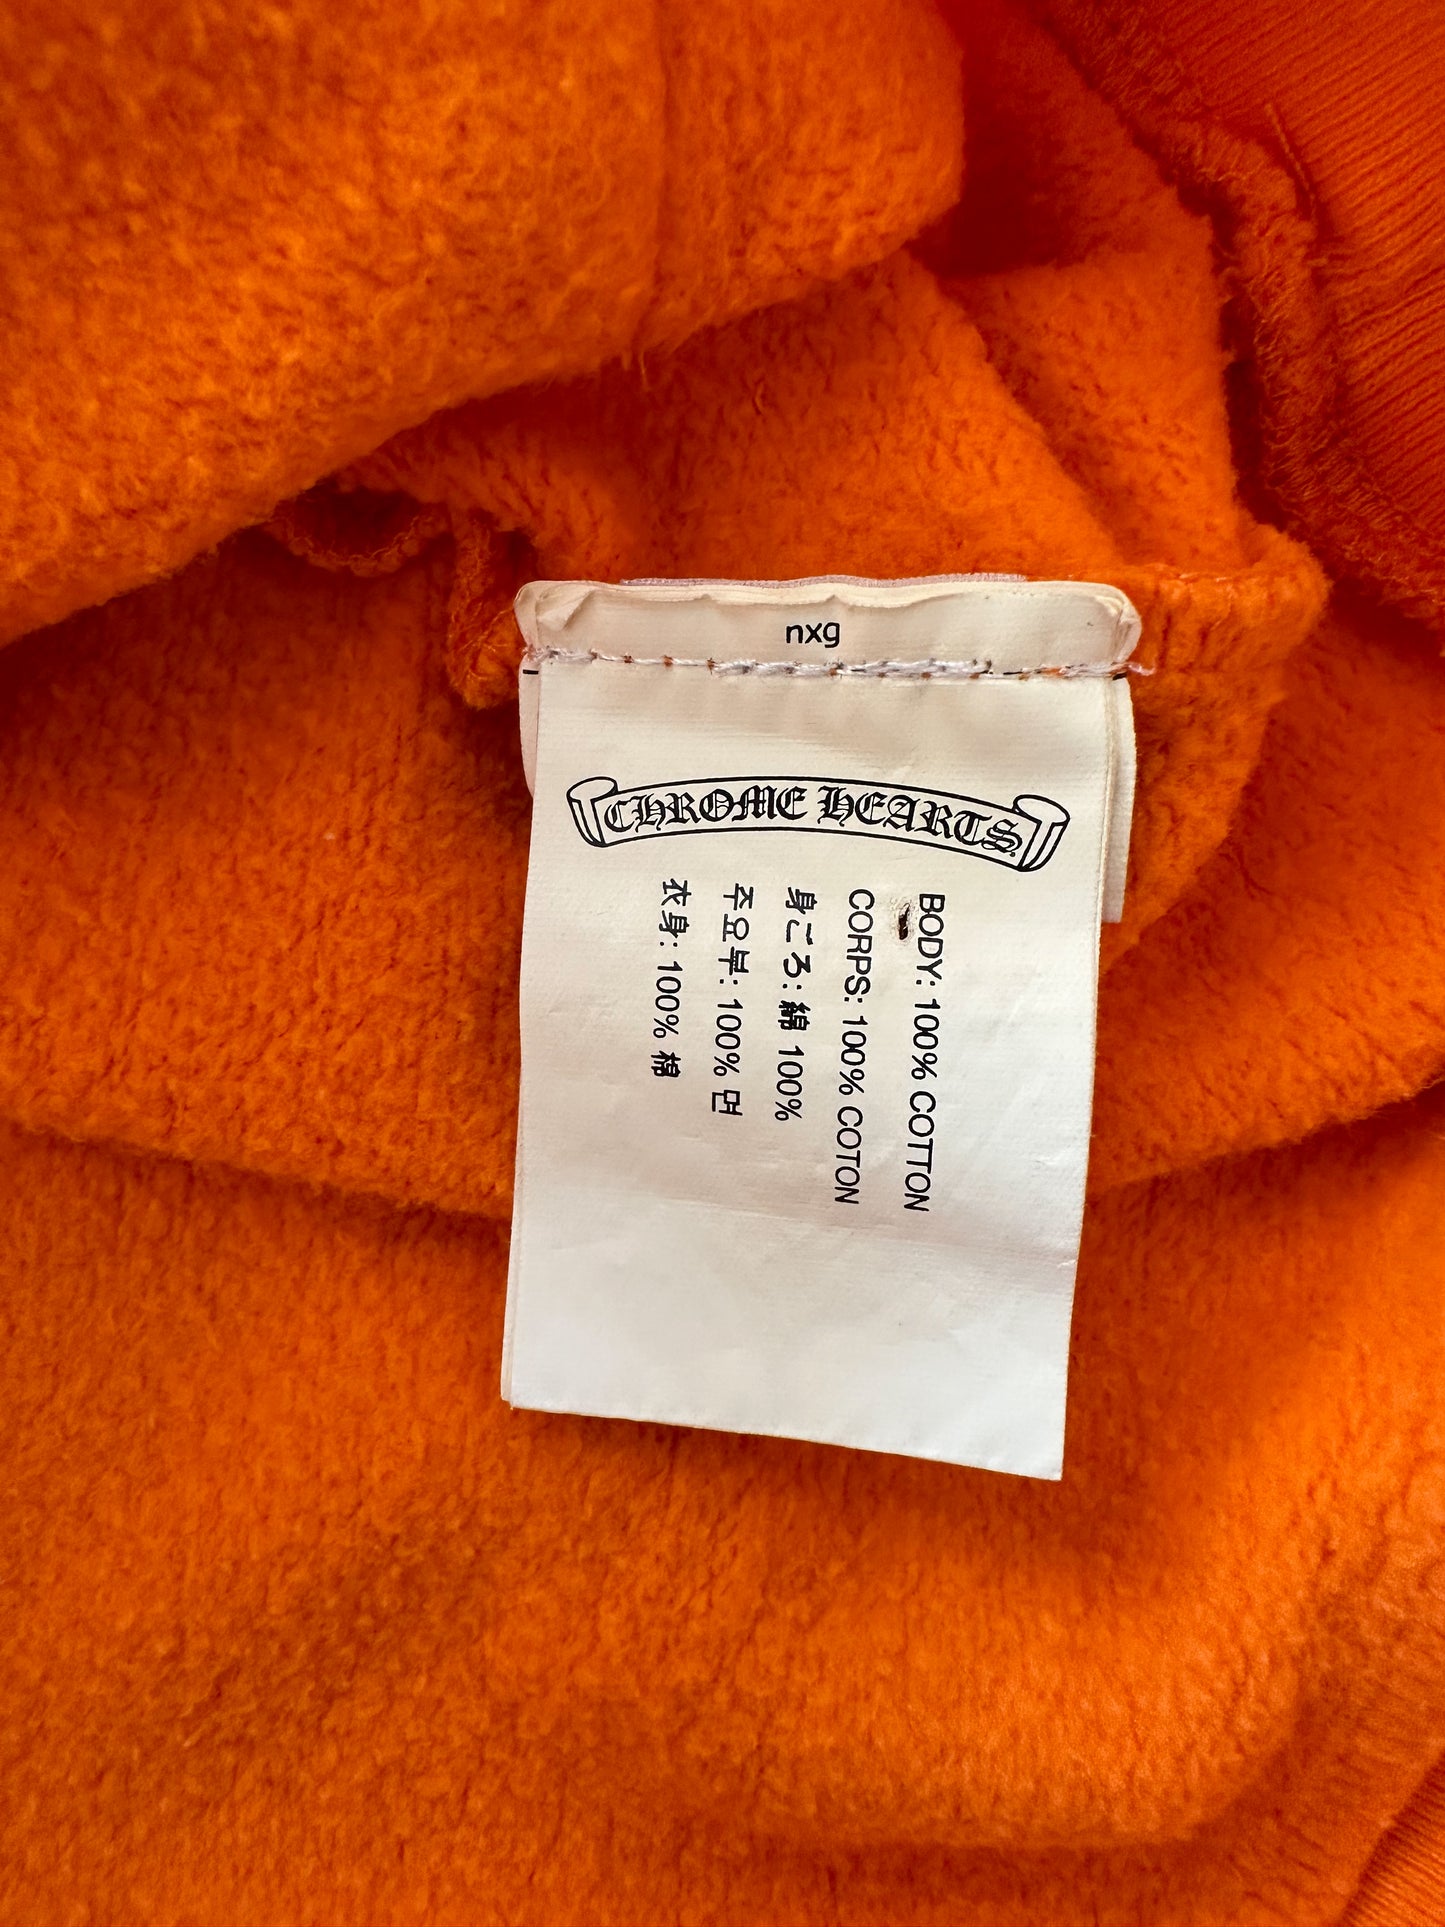 nxg
CHROME HEARTS
BODY: 100% COTTON
CORPS: 100% COTON
身ごろ: 綿 100%
주요부: 100% 면
衣身: 100% 棉